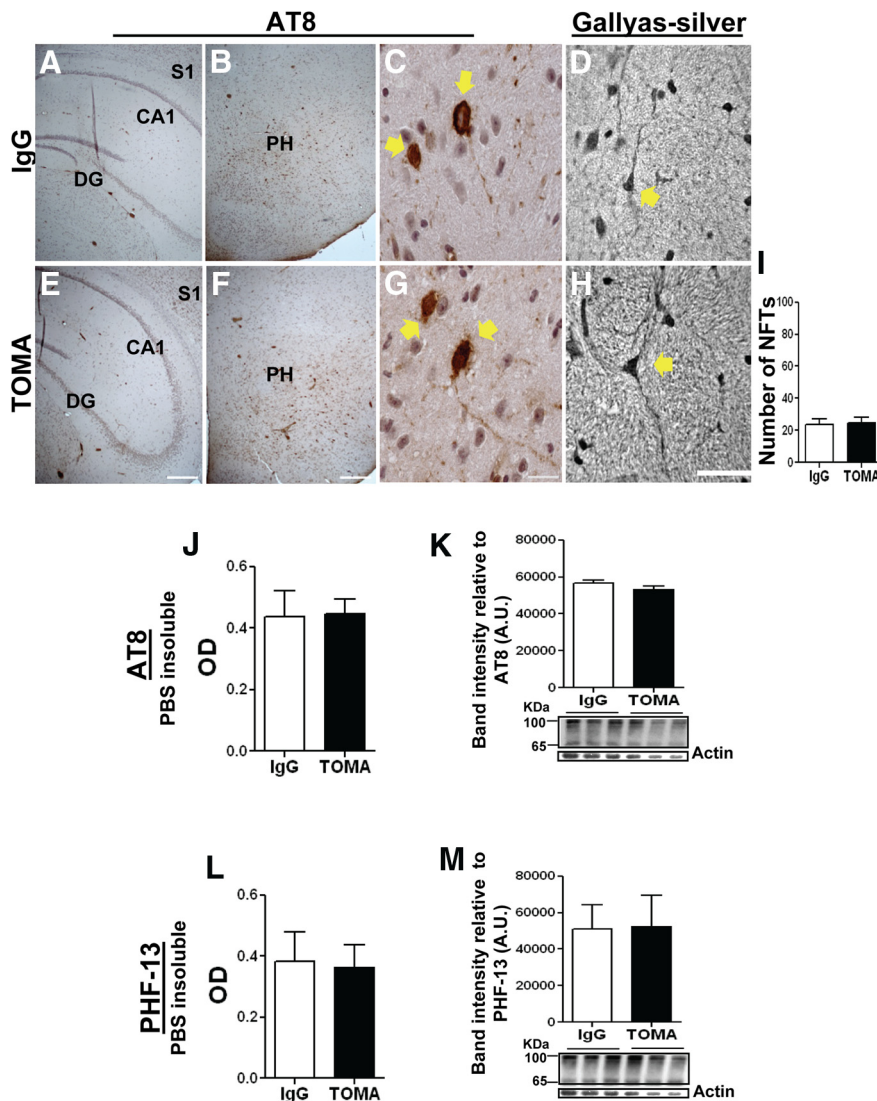 AT8
Gallyas-silver
IgG
A
S1
CA1
DG
B
PH
C
D
TOMA
E
S1
CA1
DG
F
PH
G
H
I
Number of NFTs
100
80
60
40
20
0
IgG TOMA
J
AT8
PBS insoluble
OD
0.6
0.4
0.2
0.0
IgG TOMA
K
Band intensity relative to
AT8 (A.U.)
80000
60000
40000
20000
0
IgG TOMA
KDa
100
65
Actin
L
PHF-13
PBS insoluble
OD
0.6
0.4
0.2
0.0
IgG TOMA
M
Band intensity relative to
PHF-13 (A.U.)
80000
60000
40000
20000
0
IgG TOMA
KDa
100
65
Actin